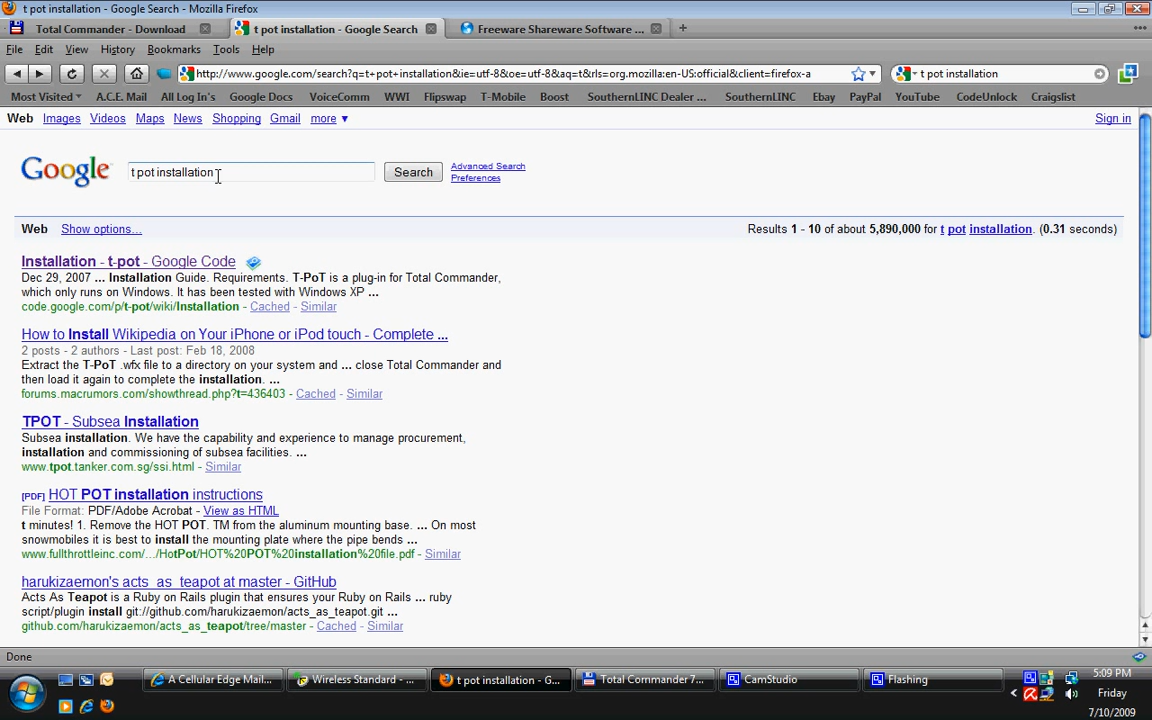 t pot installation - Google Search - Mozilla Firefox
Total Commander - Download
t pot installation - Google Search
Freeware Shareware Software ...
File Edit View History Bookmarks Tools Help
http://www.google.com/search?q=t+pot+installation&ie=utf-8&oe=utf-8&aq=t&rls=org.mozilla:en-US:official&client=firefox-a
t pot installation
Most Visited A.C.E. Mail All Log In's Google Docs VoiceComm WWI Flipswap T-Mobile Boost SouthernLINC Dealer ... SouthernLINC Ebay PayPal YouTube CodeUnlock Craigslist
Web Images Videos Maps News Shopping Gmail more ▼ Sign in
Google t pot installation Search
Advanced Search
Preferences
Web Show options... Results 1 - 10 of about 5,890,000 for t pot installation. (0.31 seconds)
Installation - t-pot - Google Code
Dec 29, 2007 ... Installation Guide. Requirements. T-PoT is a plug-in for Total Commander,
which only runs on Windows. It has been tested with Windows XP ...
code.google.com/p/t-pot/wiki/Installation - Cached - Similar
How to Install Wikipedia on Your iPhone or iPod touch - Complete ...
2 posts - 2 authors - Last post: Feb 18, 2008
Extract the T-PoT .wfx file to a directory on your system and ... close Total Commander and
then load it again to complete the installation. ...
forums.macrumors.com/showthread.php?t=436403 - Cached - Similar
TPOT - Subsea Installation
Subsea installation. We have the capability and experience to manage procurement,
installation and commissioning of subsea facilities. ...
www.tpot.tanker.com.sg/ssi.html - Similar
[PDF] HOT POT installation instructions
File Format: PDF/Adobe Acrobat - View as HTML
t minutes! 1. Remove the HOT POT. TM from the aluminum mounting base. ... On most
snowmobiles it is best to install the mounting plate where the pipe bends ...
www.fullthrottleinc.com/.../HotPot/HOT%20POT%20installation%20file.pdf - Similar
harukizaemon's acts_as_teapot at master - GitHub
Acts As Teapot is a Ruby on Rails plugin that ensures your Ruby on Rails ... ruby
script/plugin install git://github.com/harukizaemon/acts_as_teapot.git ...
github.com/harukizaemon/acts_as_teapot/tree/master - Cached - Similar
Done
A Cellular Edge Mail... Wireless Standard - ... t pot installation - G... Total Commander 7... CamStudio Flashing
5:09 PM
Friday
7/10/2009